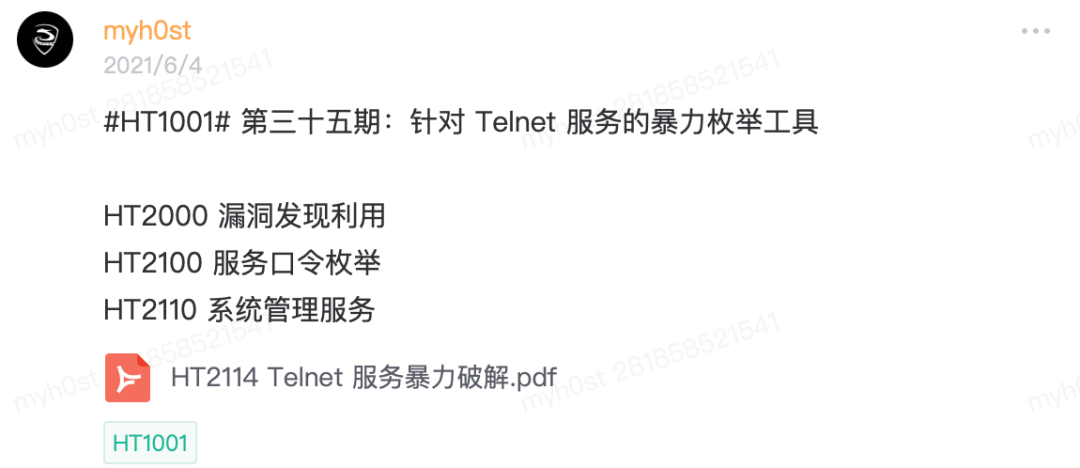 myh0st
2021/6/4
#HT1001# 第三十五期：针对 Telnet 服务的暴力枚举工具
HT2000 漏洞发现利用
HT2100 服务口令枚举
HT2110 系统管理服务
HT2114 Telnet 服务暴力破解.pdf
HT1001
myh0st 281858521541
myh0st 281858521541
myh0
myh0st 281858521541
myh0st 281858521541
myh0